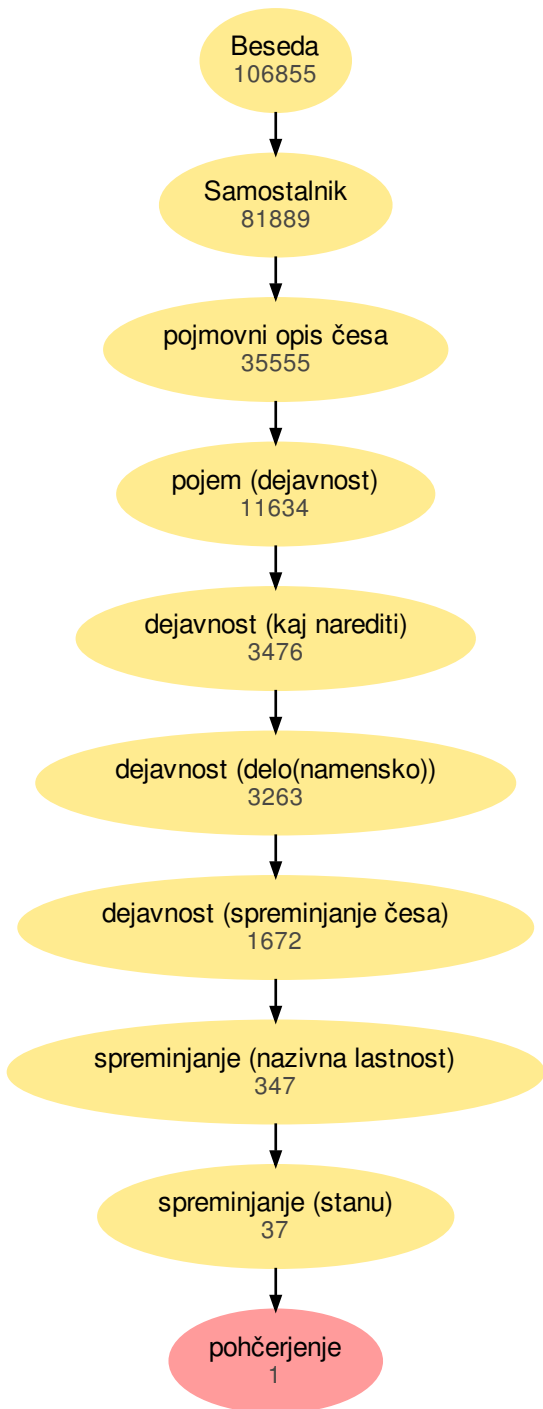 Beseda
106855
Samostalnik
81889
pojmovni opis česa
35555
pojem (dejavnost)
11634
dejavnost (kaj narediti)
3476
dejavnost (delo(namensko))
3263
dejavnost (spreminjanje česa)
1672
spreminjanje (nazivna lastnost)
347
spreminjanje (stanu)
37
pohčerjenje
1